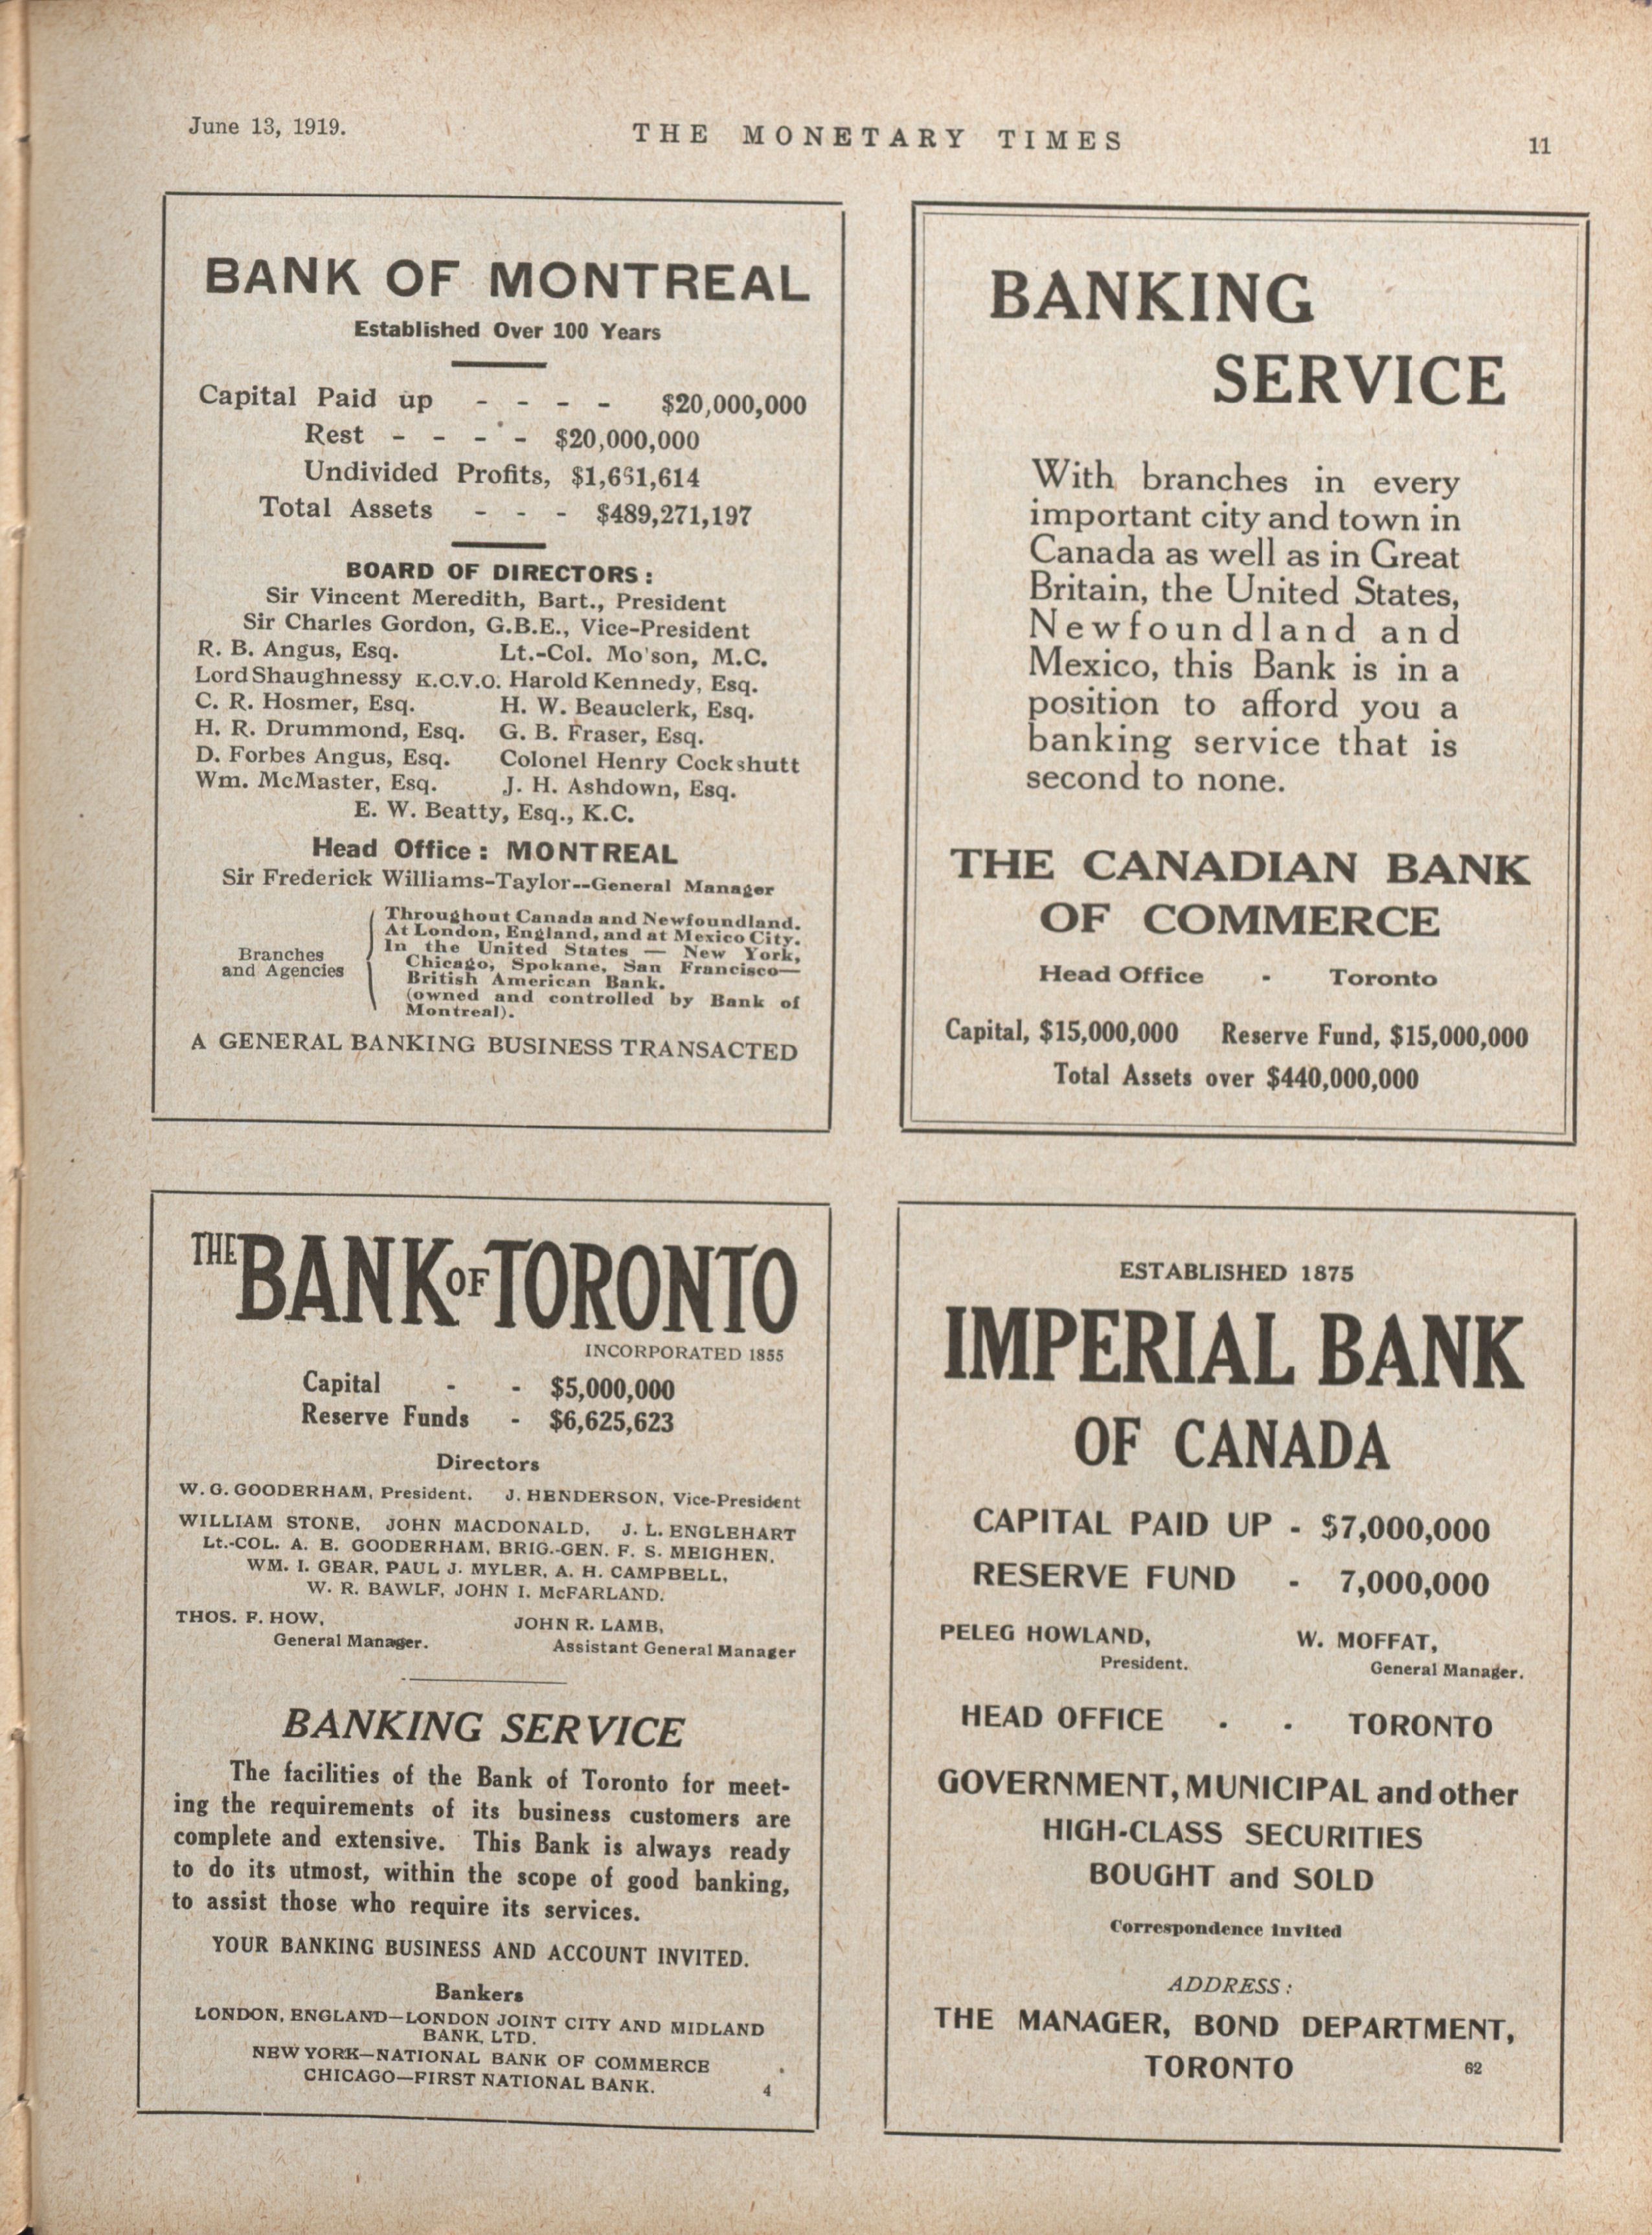 June 13, 1919.
THE MONETARY TIMES
11
BANK OF MONTREAL
Established Over 100 Years
Capital Paid up - - - - $20,000,000
Rest - - - - $20,000,000
Undivided Profits, $1,661,614
Total Assets - - - $489,271,197
BOARD OF DIRECTORS:
Sir Vincent Meredith, Bart., President
Sir Charles Gordon, G.B.E., Vice-President
R. B. Angus, Esq. Lt.-Col. Mo'son, M.C.
Lord Shaughnessy K.C.V.O. Harold Kennedy, Esq.
C. R. Hosmer, Esq. H. W. Beauclerk, Esq.
H. R. Drummond, Esq. G. B. Fraser, Esq.
D. Forbes Angus, Esq. Colonel Henry Cockshutt
Wm. McMaster, Esq. J. H. Ashdown, Esq.
E. W. Beatty, Esq., K.C.
Head Office: MONTREAL
Sir Frederick Williams-Taylor--General Manager
Branches
and Agencies
Throughout Canada and Newfoundland.
At London, England, and at Mexico City.
In the United States — New York,
Chicago, Spokane, San Francisco—
British American Bank.
(owned and controlled by Bank of
Montreal).
A GENERAL BANKING BUSINESS TRANSACTED
BANKING
SERVICE
With branches in every
important city and town in
Canada as well as in Great
Britain, the United States,
Newfoundland and
Mexico, this Bank is in a
position to afford you a
banking service that is
second to none.
THE CANADIAN BANK
OF COMMERCE
Head Office - Toronto
Capital, $15,000,000 Reserve Fund, $15,000,000
Total Assets over $440,000,000
THE BANK OF TORONTO
INCORPORATED 1855
Capital - - $5,000,000
Reserve Funds - $6,625,623
Directors
W. G. GOODERHAM, President. J. HENDERSON, Vice-President
WILLIAM STONE, JOHN MACDONALD, J. L. ENGLEHART
Lt.-COL. A. E. GOODERHAM, BRIG.-GEN. F. S. MEIGHEN,
WM. I. GEAR, PAUL J. MYLER, A. H. CAMPBELL,
W. R. BAWLF, JOHN I. McFARLAND.
THOS. F. HOW, JOHN R. LAMB,
General Manager. Assistant General Manager
BANKING SERVICE
The facilities of the Bank of Toronto for meet-
ing the requirements of its business customers are
complete and extensive. This Bank is always ready
to do its utmost, within the scope of good banking,
to assist those who require its services.
YOUR BANKING BUSINESS AND ACCOUNT INVITED.
Bankers
LONDON, ENGLAND—LONDON JOINT CITY AND MIDLAND
BANK, LTD.
NEW YORK—NATIONAL BANK OF COMMERCE
CHICAGO—FIRST NATIONAL BANK.
4
ESTABLISHED 1875
IMPERIAL BANK
OF CANADA
CAPITAL PAID UP - $7,000,000
RESERVE FUND - 7,000,000
PELEG HOWLAND, W. MOFFAT,
President. General Manager.
HEAD OFFICE - - TORONTO
GOVERNMENT, MUNICIPAL and other
HIGH-CLASS SECURITIES
BOUGHT and SOLD
Correspondence Invited
ADDRESS:
THE MANAGER, BOND DEPARTMENT,
TORONTO 62